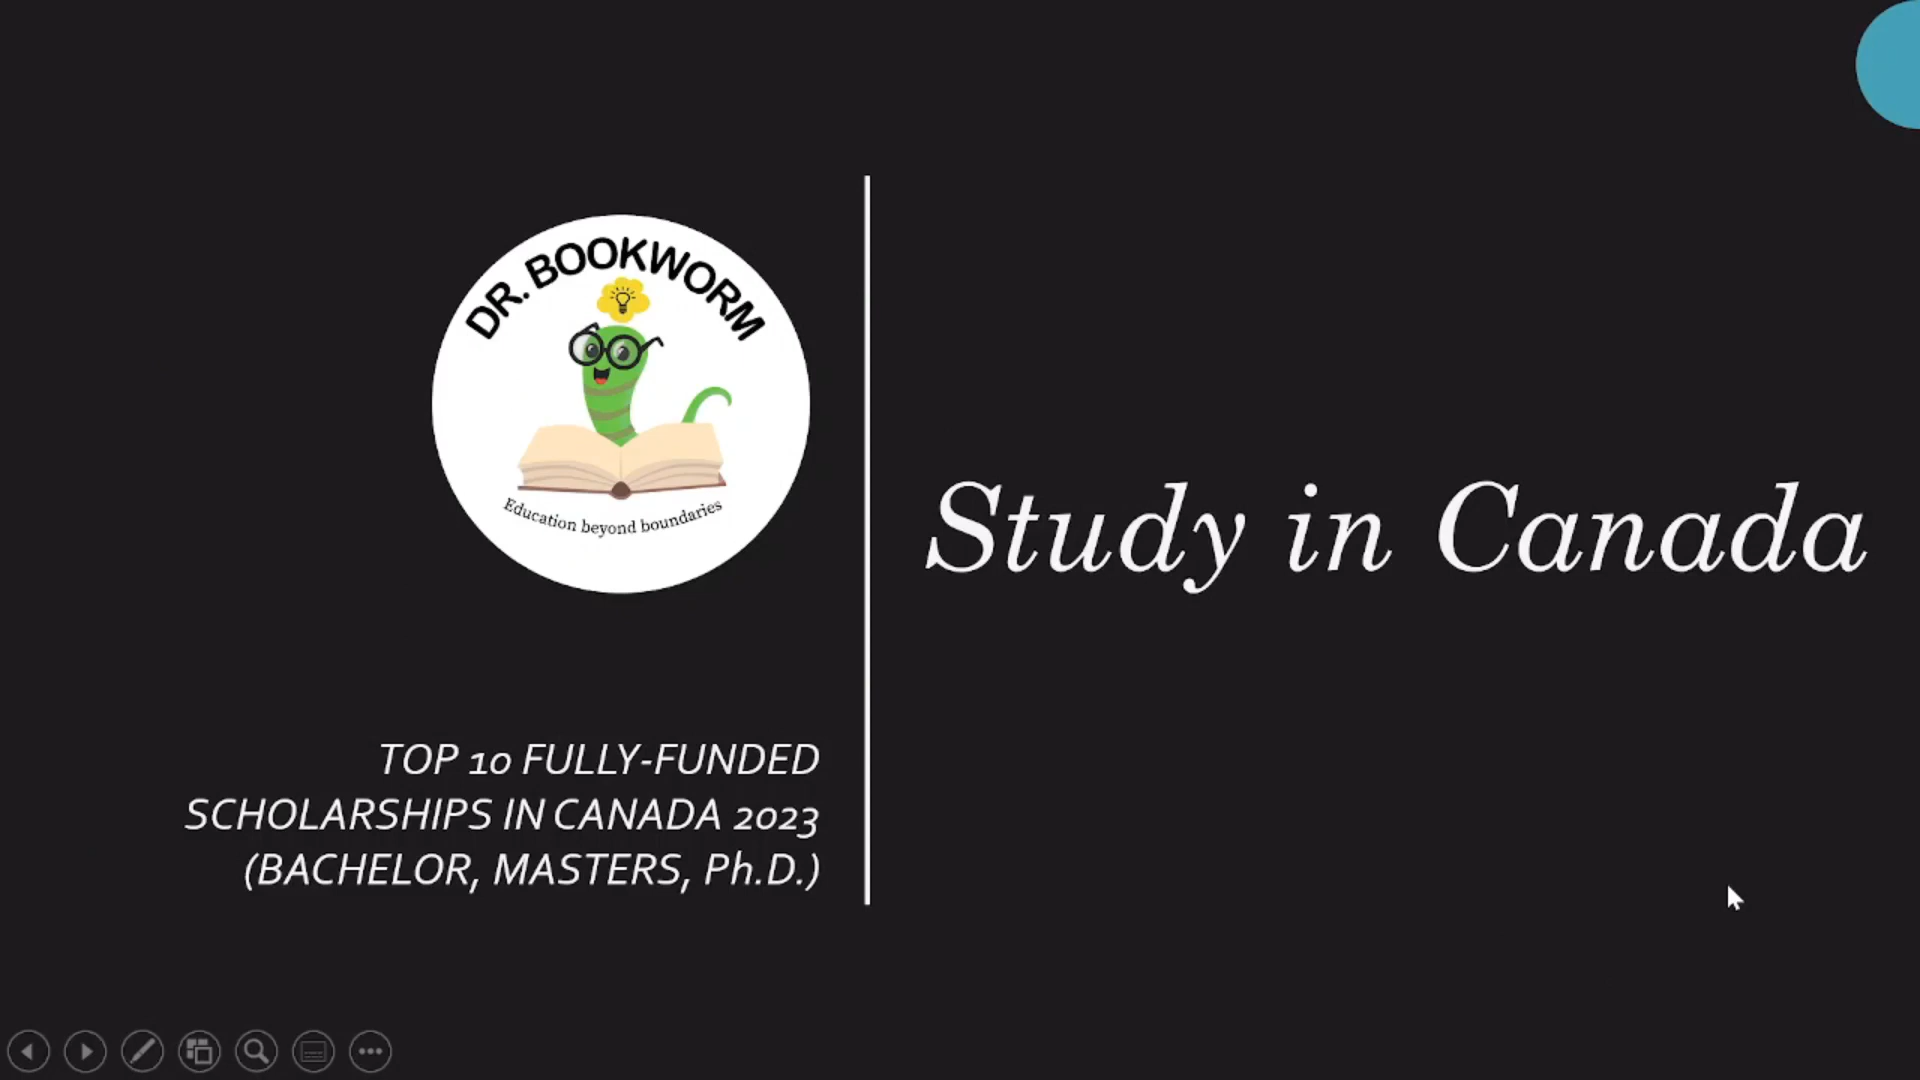 DR. BOOKWORM
Education beyond boundaries
TOP 10 FULLY-FUNDED
SCHOLARSHIPS IN CANADA 2023
(BACHELOR, MASTERS, Ph.D.)
Study in Canada